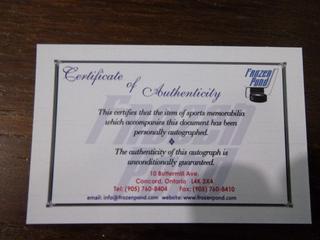 Certificate
of
Authenticity
Frozen
Pond
This certifies that the item of sports memorabilia
which accompanies this document has been
personally autographed.
The authenticity of this autograph is
unconditionally guaranteed.
10 Buttermill Ave.
Concord, Ontario L4K 3X4
Tel: (905) 760-8404 Fax: (905) 760-8410
email: info@frozenpond.com www.frozenpond.com